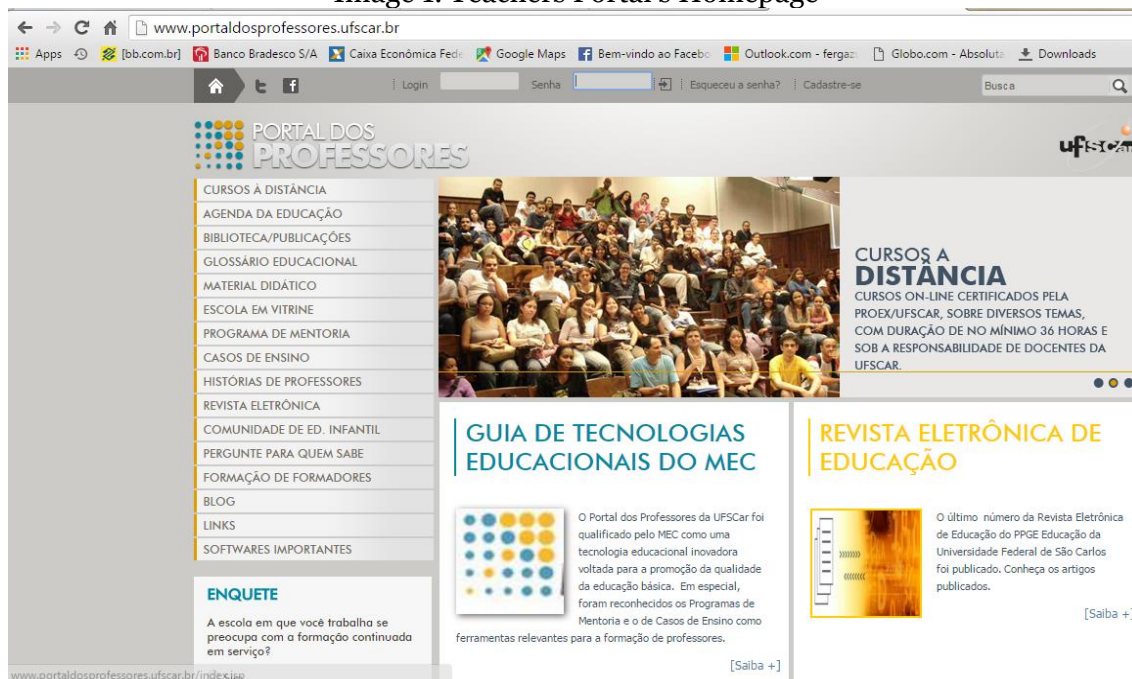 Image 1. Teachers Portal's Homepage
www.portaldosprofessores.ufscar.br
Apps [bb.com.br] Banco Bradesco S/A Caixa Econômica Fede Google Maps Bem-vindo ao Facebo Outlook.com - fergaz Globo.com - Absoluta Downloads
Login Senha Esqueceu a senha? Cadastre-se Busca
PORTAL DOS
PROFESSORES
ufscar
CURSOS À DISTÂNCIA
AGENDA DA EDUCAÇÃO
BIBLIOTECA/PUBLICAÇÕES
GLOSSÁRIO EDUCACIONAL
MATERIAL DIDÁTICO
ESCOLA EM VITRINE
PROGRAMA DE MENTORIA
CASOS DE ENSINO
HISTÓRIAS DE PROFESSORES
REVISTA ELETRÔNICA
COMUNIDADE DE ED. INFANTIL
PERGUNTE PARA QUEM SABE
FORMAÇÃO DE FORMADORES
BLOG
LINKS
SOFTWARES IMPORTANTES
ENQUETE
A escola em que você trabalha se
preocupa com a formação continuada
em serviço?
CURSOS A
DISTÂNCIA
CURSOS ON-LINE CERTIFICADOS PELA
PROEX/UFSCAR, SOBRE DIVERSOS TEMAS,
COM DURAÇÃO DE NO MÍNIMO 36 HORAS E
SOB A RESPONSABILIDADE DE DOCENTES DA
UFSCAR.
GUIA DE TECNOLOGIAS
EDUCACIONAIS DO MEC
O Portal dos Professores da UFSCar foi
qualificado pelo MEC como uma
tecnologia educacional inovadora
voltada para a promoção da qualidade
da educação básica. Em especial,
foram reconhecidos os Programas de
Mentoria e o de Casos de Ensino como
ferramentas relevantes para a formação de professores.
[Saiba +]
REVISTA ELETRÔNICA DE
EDUCAÇÃO
O último número da Revista Eletrônica
de Educação do PPGE Educação da
Universidade Federal de São Carlos
foi publicado. Conheça os artigos
publicados.
[Saiba +]
www.portaldosprofessores.ufscar.br/index.jsp